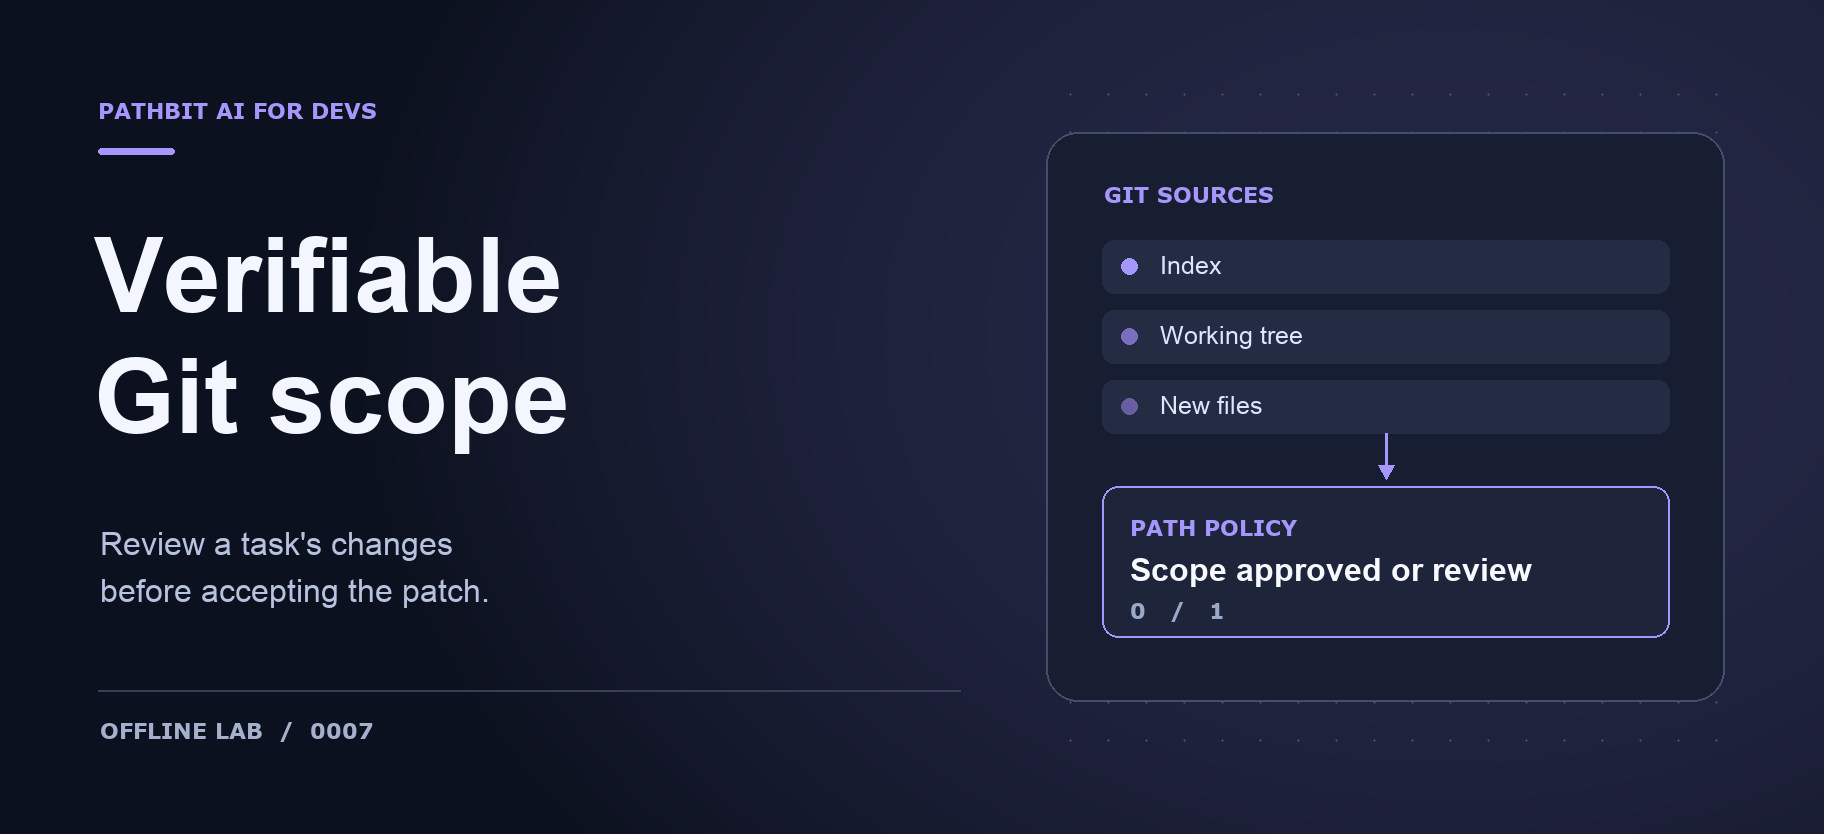 PATHBIT AI FOR DEVS
Verifiable
Git scope
Review a task's changes
before accepting the patch.
OFFLINE LAB / 0007
GIT SOURCES
Index
Working tree
New files
PATH POLICY
Scope approved or review
0 / 1